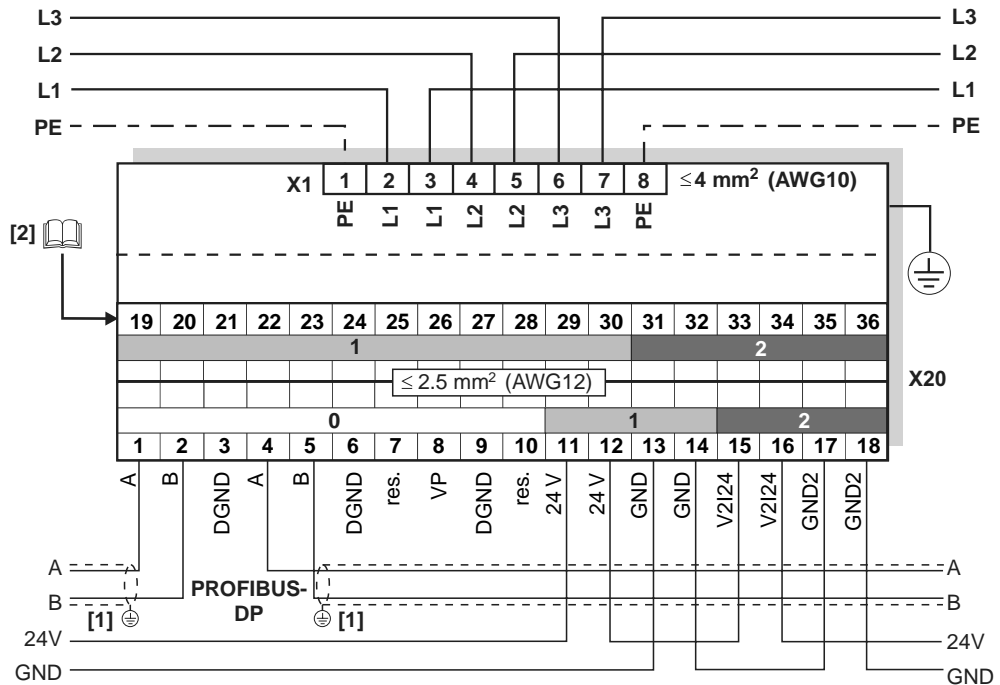 L3 L3
L2 L2
L1 L1
PE PE
X1 1 2 3 4 5 6 7 8 ≤4 mm² (AWG10)
PE L1 L1 L2 L2 L3 L3 PE
[2]
19 20 21 22 23 24 25 26 27 28 29 30 31 32 33 34 35 36
1 2
≤ 2.5 mm² (AWG12) X20
0 1 2
1 2 3 4 5 6 7 8 9 10 11 12 13 14 15 16 17 18
A B DGND A B DGND res. VP DGND res. 24 V 24 V GND GND V2I24 V2I24 GND2 GND2
A A
PROFIBUS-
B B
DP
[1] [1]
24V 24V
GND GND